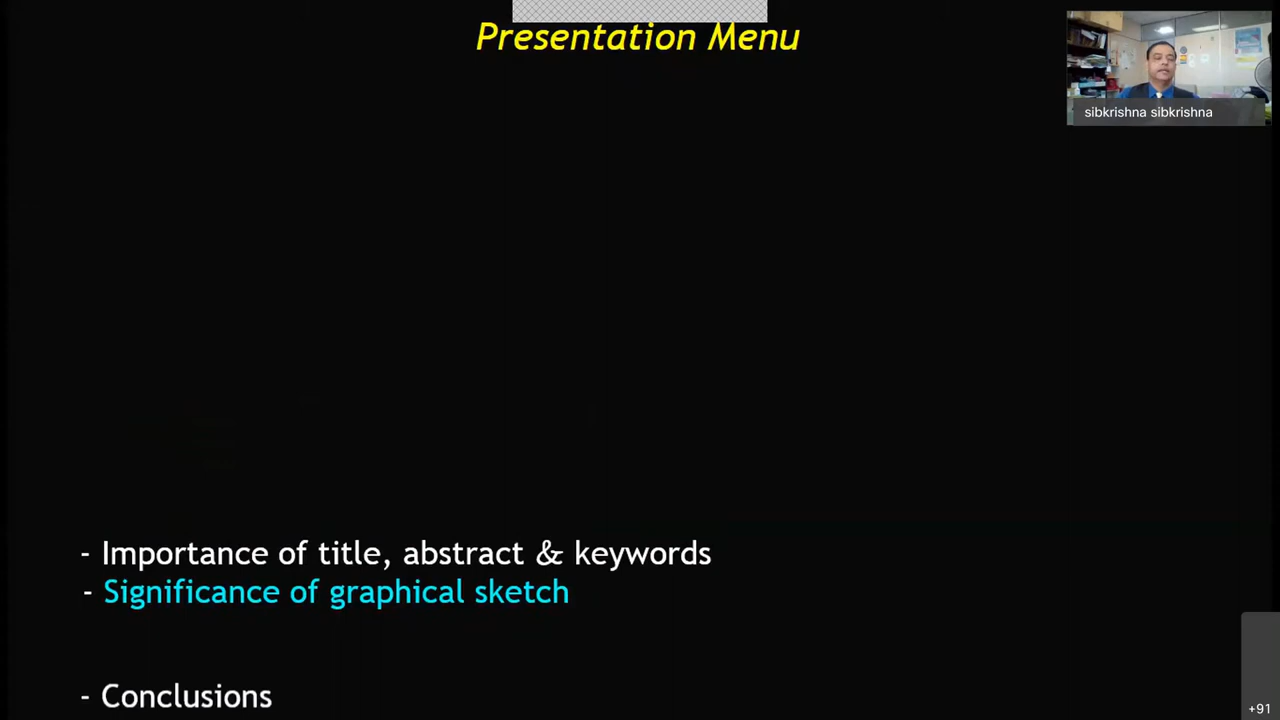 Presentation Menu
sibkrishna sibkrishna
- Importance of title, abstract & keywords
- Significance of graphical sketch
- Conclusions
+91